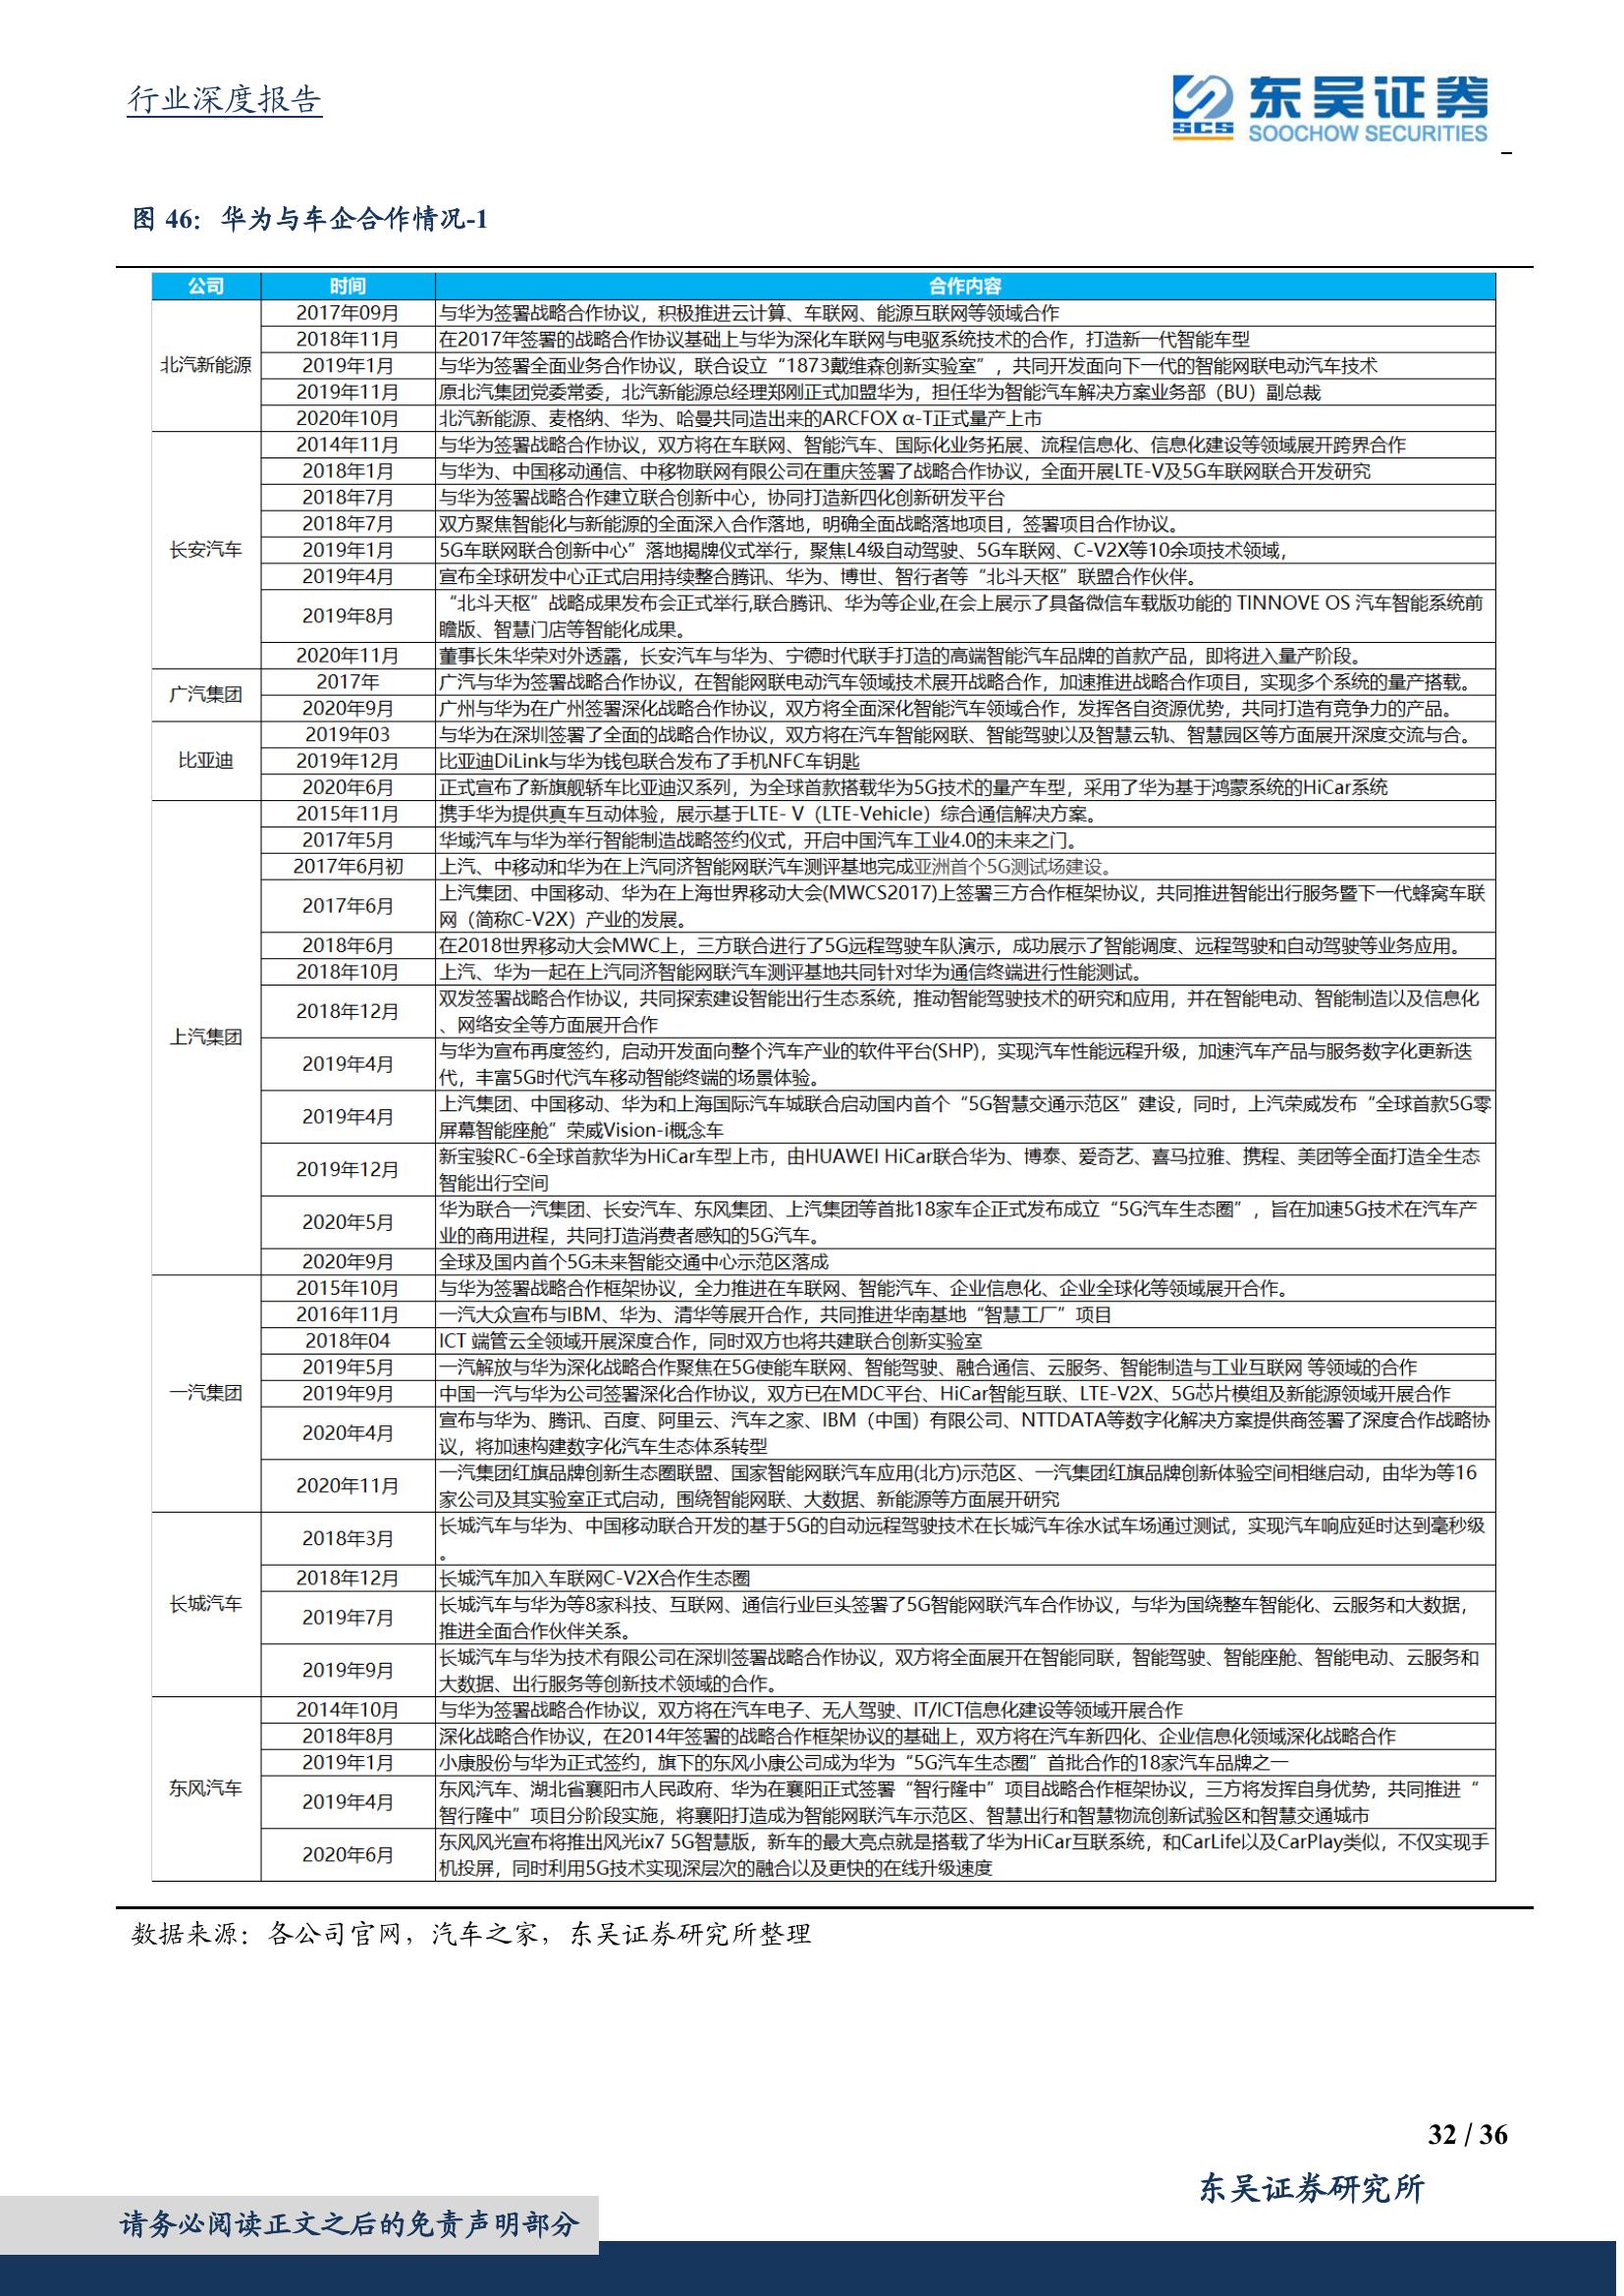 行业深度报告
东吴证券
SCS
SOOCHOW SECURITIES
图 46：华为与车企合作情况-1
公司 时间 合作内容
北汽新能源
2017年09月 与华为签署战略合作协议，积极推进云计算、车联网、能源互联网等领域合作
2018年11月 在2017年签署的战略合作协议基础上与华为深化车联网与电驱系统技术的合作，打造新一代智能车型
2019年1月 与华为签署全面业务合作协议，联合设立“1873戴维森创新实验室”，共同开发面向下一代的智能网联电动汽车技术
2019年11月 原北汽集团党委常委，北汽新能源总经理郑刚正式加盟华为，担任华为智能汽车解决方案业务部（BU）副总裁
2020年10月 北汽新能源、麦格纳、华为、哈曼共同造出来的ARCFOX α-T正式量产上市
长安汽车
2014年11月 与华为签署战略合作协议，双方将在车联网、智能汽车、国际化业务拓展、流程信息化、信息化建设等领域展开跨界合作
2018年1月 与华为、中国移动通信、中移物联网有限公司在重庆签署了战略合作协议，全面开展LTE-V及5G车联网联合开发研究
2018年7月 与华为签署战略合作建立联合创新中心，协同打造新四化创新研发平台
2018年7月 双方聚焦智能化与新能源的全面深入合作落地，明确全面战略落地项目，签署项目合作协议。
2019年1月 5G车联网联合创新中心”落地揭牌仪式举行，聚焦L4级自动驾驶、5G车联网、C-V2X等10余项技术领域，
2019年4月 宣布全球研发中心正式启用持续整合腾讯、华为、博世、智行者等“北斗天枢”联盟合作伙伴。
2019年8月 “北斗天枢”战略成果发布会正式举行,联合腾讯、华为等企业,在会上展示了具备微信车载版功能的 TINNOVE OS 汽车智能系统前
瞻版、智慧门店等智能化成果。
2020年11月 董事长朱华荣对外透露，长安汽车与华为、宁德时代联手打造的高端智能汽车品牌的首款产品，即将进入量产阶段。
广汽集团
2017年 广汽与华为签署战略合作协议，在智能网联电动汽车领域技术展开战略合作，加速推进战略合作项目，实现多个系统的量产搭载。
2020年9月 广州与华为在广州签署深化战略合作协议，双方将全面深化智能汽车领域合作，发挥各自资源优势，共同打造有竞争力的产品。
比亚迪
2019年03 与华为在深圳签署了全面的战略合作协议，双方将在汽车智能网联、智能驾驶以及智慧云轨、智慧园区等方面展开深度交流与合。
2019年12月 比亚迪DiLink与华为钱包联合发布了手机NFC车钥匙
2020年6月 正式宣布了新旗舰轿车比亚迪汉系列，为全球首款搭载华为5G技术的量产车型，采用了华为基于鸿蒙系统的HiCar系统
上汽集团
2015年11月 携手华为提供真车互动体验，展示基于LTE- V（LTE-Vehicle）综合通信解决方案。
2017年5月 华域汽车与华为举行智能制造战略签约仪式，开启中国汽车工业4.0的未来之门。
2017年6月初 上汽、中移动和华为在上汽同济智能网联汽车测评基地完成亚洲首个5G测试场建设。
2017年6月 上汽集团、中国移动、华为在上海世界移动大会(MWCS2017)上签署三方合作框架协议，共同推进智能出行服务暨下一代蜂窝车联
网（简称C-V2X）产业的发展。
2018年6月 在2018世界移动大会MWC上，三方联合进行了5G远程驾驶车队演示，成功展示了智能调度、远程驾驶和自动驾驶等业务应用。
2018年10月 上汽、华为一起在上汽同济智能网联汽车测评基地共同针对华为通信终端进行性能测试。
2018年12月 双发签署战略合作协议，共同探索建设智能出行生态系统，推动智能驾驶技术的研究和应用，并在智能电动、智能制造以及信息化
、网络安全等方面展开合作
2019年4月 与华为宣布再度签约，启动开发面向整个汽车产业的软件平台(SHP)，实现汽车性能远程升级，加速汽车产品与服务数字化更新迭
代，丰富5G时代汽车移动智能终端的场景体验。
2019年4月 上汽集团、中国移动、华为和上海国际汽车城联合启动国内首个“5G智慧交通示范区”建设，同时，上汽荣威发布“全球首款5G零
屏幕智能座舱”荣威Vision-i概念车
2019年12月 新宝骏RC-6全球首款华为HiCar车型上市，由HUAWEI HiCar联合华为、博泰、爱奇艺、喜马拉雅、携程、美团等全面打造全生态
智能出行空间
2020年5月 华为联合一汽集团、长安汽车、东风集团、上汽集团等首批18家车企正式发布成立“5G汽车生态圈”，旨在加速5G技术在汽车产
业的商用进程，共同打造消费者感知的5G汽车。
2020年9月 全球及国内首个5G未来智能交通中心示范区落成
一汽集团
2015年10月 与华为签署战略合作框架协议，全力推进在车联网、智能汽车、企业信息化、企业全球化等领域展开合作。
2016年11月 一汽大众宣布与IBM、华为、清华等展开合作，共同推进华南基地“智慧工厂”项目
2018年04 ICT 端管云全领域开展深度合作，同时双方也将共建联合创新实验室
2019年5月 一汽解放与华为深化战略合作聚焦在5G使能车联网、智能驾驶、融合通信、云服务、智能制造与工业互联网 等领域的合作
2019年9月 中国一汽与华为公司签署深化合作协议，双方已在MDC平台、HiCar智能互联、LTE-V2X、5G芯片模组及新能源领域开展合作
2020年4月 宣布与华为、腾讯、百度、阿里云、汽车之家、IBM（中国）有限公司、NTTDATA等数字化解决方案提供商签署了深度合作战略协
议，将加速构建数字化汽车生态体系转型
2020年11月 一汽集团红旗品牌创新生态圈联盟、国家智能网联汽车应用(北方)示范区、一汽集团红旗品牌创新体验空间相继启动，由华为等16
家公司及其实验室正式启动，围绕智能网联、大数据、新能源等方面展开研究
长城汽车
2018年3月 长城汽车与华为、中国移动联合开发的基于5G的自动远程驾驶技术在长城汽车徐水试车场通过测试，实现汽车响应延时达到毫秒级
。
2018年12月 长城汽车加入车联网C-V2X合作生态圈
2019年7月 长城汽车与华为等8家科技、互联网、通信行业巨头签署了5G智能网联汽车合作协议，与华为国绕整车智能化、云服务和大数据，
推进全面合作伙伴关系。
2019年9月 长城汽车与华为技术有限公司在深圳签署战略合作协议，双方将全面展开在智能同联，智能驾驶、智能座舱、智能电动、云服务和
大数据、出行服务等创新技术领域的合作。
东风汽车
2014年10月 与华为签署战略合作协议，双方将在汽车电子、无人驾驶、IT/ICT信息化建设等领域开展合作
2018年8月 深化战略合作协议，在2014年签署的战略合作框架协议的基础上，双方将在汽车新四化、企业信息化领域深化战略合作
2019年1月 小康股份与华为正式签约，旗下的东风小康公司成为华为“5G汽车生态圈”首批合作的18家汽车品牌之一
2019年4月 东风汽车、湖北省襄阳市人民政府、华为在襄阳正式签署“智行隆中”项目战略合作框架协议，三方将发挥自身优势，共同推进“
智行隆中”项目分阶段实施，将襄阳打造成为智能网联汽车示范区、智慧出行和智慧物流创新试验区和智慧交通城市
2020年6月 东风风光宣布将推出风光ix7 5G智慧版，新车的最大亮点就是搭载了华为HiCar互联系统，和CarLife以及CarPlay类似，不仅实现手
机投屏，同时利用5G技术实现深层次的融合以及更快的在线升级速度
数据来源：各公司官网，汽车之家，东吴证券研究所整理
32 / 36
东吴证券研究所
请务必阅读正文之后的免责声明部分